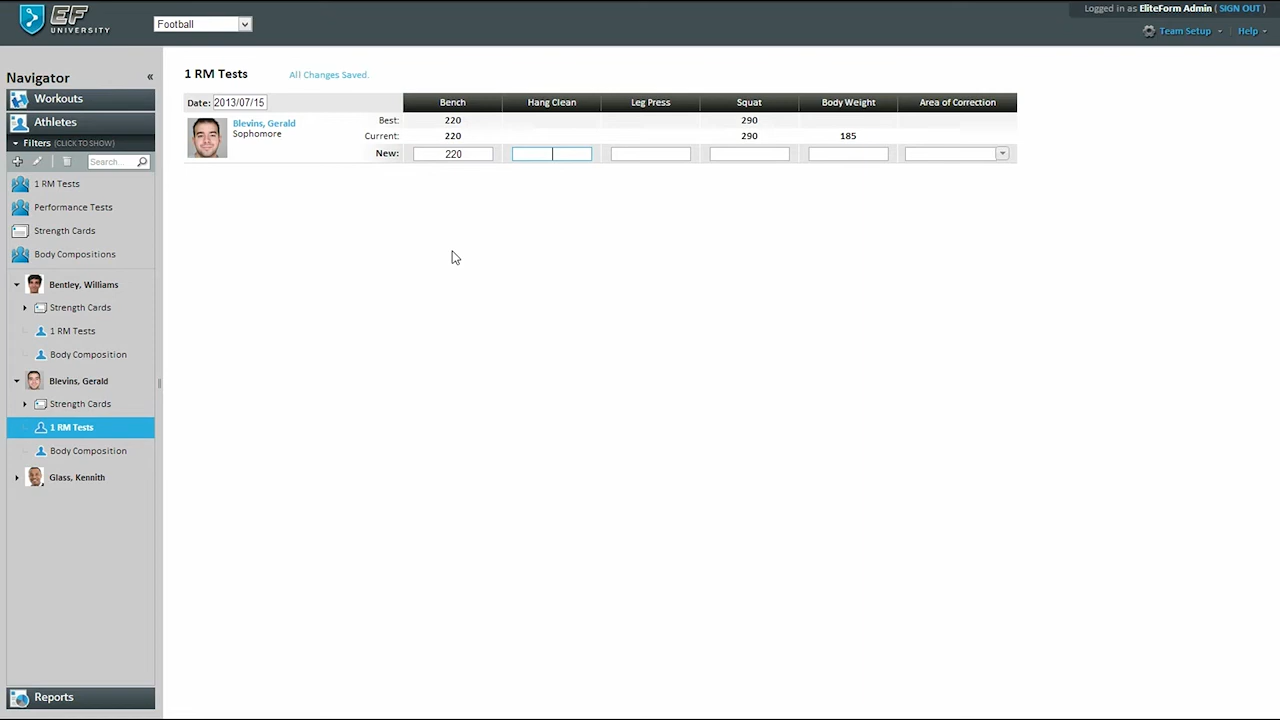 EF
UNIVERSITY
Football
Logged in as EliteForm Admin ( SIGN OUT )
Team Setup
Help
Navigator «
Workouts
Athletes
Filters (CLICK TO SHOW)
Search...
1 RM Tests
Performance Tests
Strength Cards
Body Compositions
Bentley, Williams
Strength Cards
1 RM Tests
Body Composition
Blevins, Gerald
Strength Cards
1 RM Tests
Body Composition
Glass, Kennith
Reports
1 RM Tests
All Changes Saved.
Date: 2013/07/15 Bench Hang Clean Leg Press Squat Body Weight Area of Correction
Blevins, Gerald
Sophomore
Best: 220 290
Current: 220 290 185
New: 220